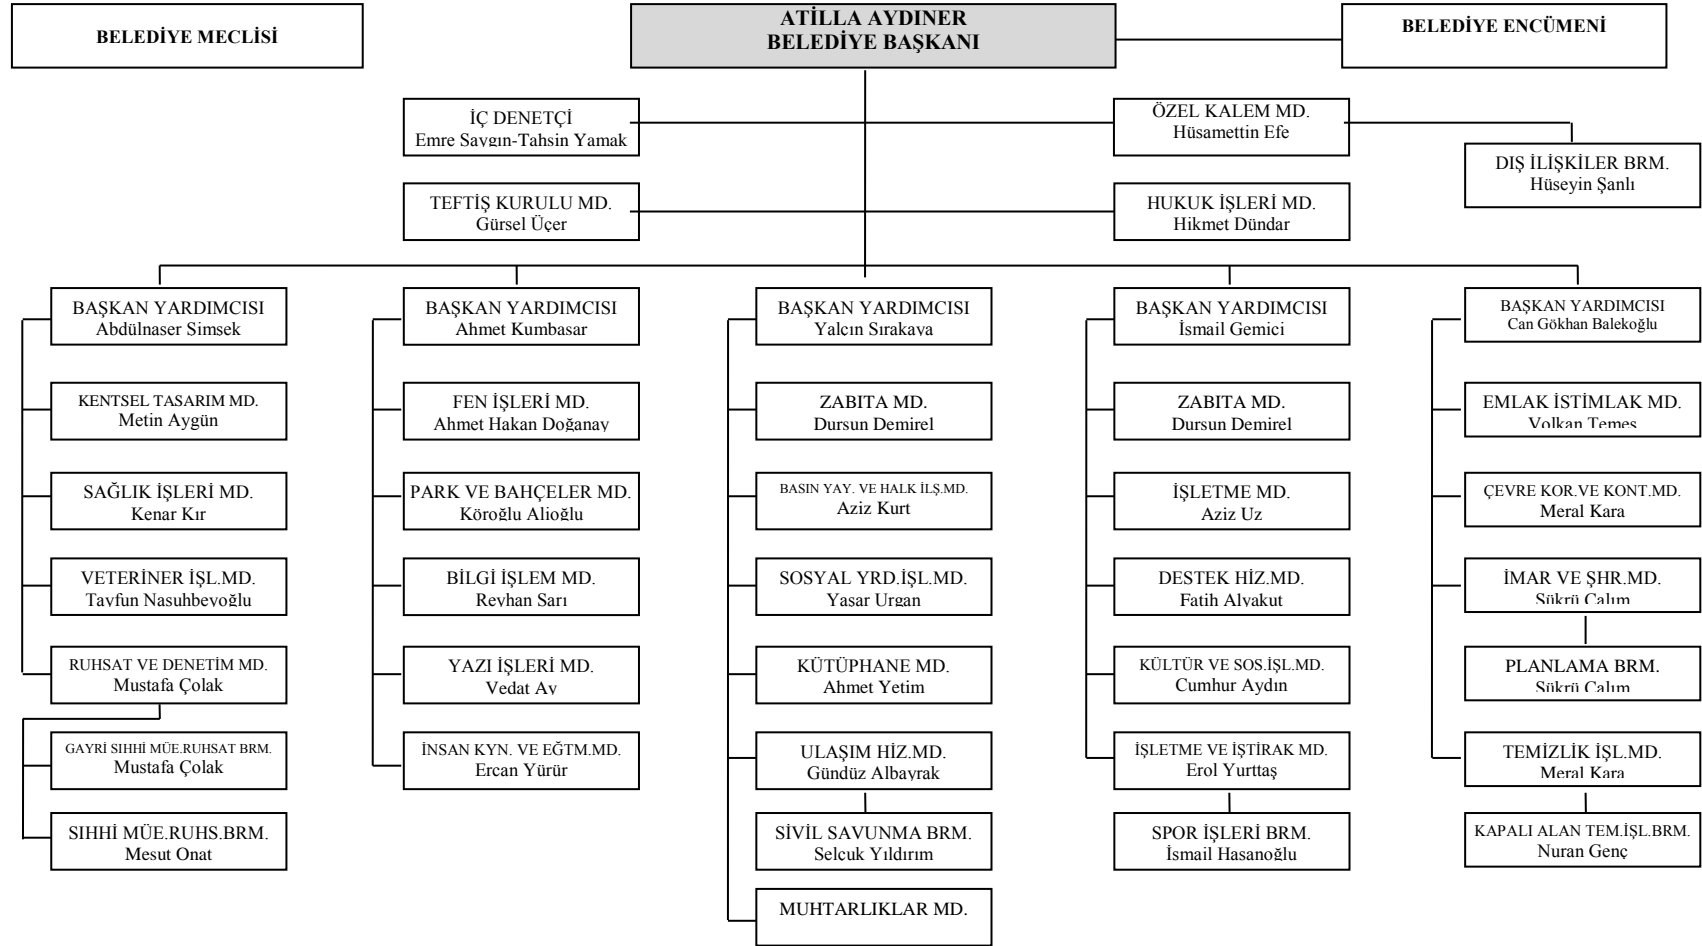 BELEDİYE MECLİSİ
ATİLLA AYDINER
BELEDİYE BAŞKANI
BELEDİYE ENCÜMENİ
İÇ DENETÇİ
Emre Saygın-Tahsin Yamak
ÖZEL KALEM MD.
Hüsamettin Efe
DIŞ İLİŞKİLER BRM.
Hüseyin Şanlı
TEFTİŞ KURULU MD.
Gürsel Üçer
HUKUK İŞLERİ MD.
Hikmet Dündar
BAŞKAN YARDIMCISI
Abdülnaser Simsek
KENTSEL TASARIM MD.
Metin Aygün
SAĞLIK İŞLERİ MD.
Kenar Kır
VETERİNER İŞL.MD.
Tayfun Nasuhbeyoğlu
RUHSAT VE DENETİM MD.
Mustafa Çolak
GAYRİ SIHHİ MÜE.RUHSAT BRM.
Mustafa Çolak
SIHHİ MÜE.RUHS.BRM.
Mesut Onat
BAŞKAN YARDIMCISI
Ahmet Kumbasar
FEN İŞLERİ MD.
Ahmet Hakan Doğanay
PARK VE BAHÇELER MD.
Köroğlu Alioğlu
BİLGİ İŞLEM MD.
Reyhan Sarı
YAZI İŞLERİ MD.
Vedat Ay
İNSAN KYN. VE EĞTM.MD.
Ercan Yürür
BAŞKAN YARDIMCISI
Yalçın Sırakaya
ZABITA MD.
Dursun Demirel
BASIN YAY. VE HALK İLŞ.MD.
Aziz Kurt
SOSYAL YRD.İŞL.MD.
Yaşar Urgan
KÜTÜPHANE MD.
Ahmet Yetim
ULAŞIM HİZ.MD.
Gündüz Albayrak
SİVİL SAVUNMA BRM.
Selçuk Yıldırım
MUHTARLIKLAR MD.
BAŞKAN YARDIMCISI
İsmail Gemici
ZABITA MD.
Dursun Demirel
İŞLETME MD.
Aziz Uz
DESTEK HİZ.MD.
Fatih Alyakut
KÜLTÜR VE SOS.İŞL.MD.
Cumhur Aydın
İŞLETME VE İŞTİRAK MD.
Erol Yurttaş
SPOR İŞLERİ BRM.
İsmail Hasanoğlu
BAŞKAN YARDIMCISI
Can Gökhan Balekoğlu
EMLAK İSTİMLAK MD.
Volkan Temeş
ÇEVRE KOR.VE KONT.MD.
Meral Kara
İMAR VE ŞHR.MD.
Şükrü Çalım
PLANLAMA BRM.
Şükrü Çalım
TEMİZLİK İŞL.MD.
Meral Kara
KAPALI ALAN TEM.İŞL.BRM.
Nuran Genç